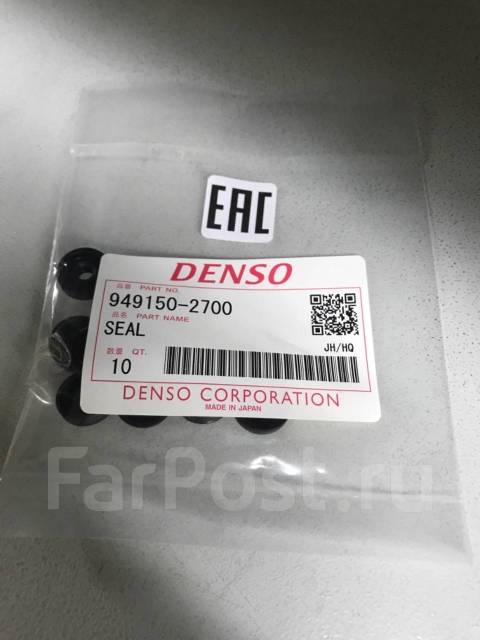 EAC
DENSO
品番 PART NO.
949150-2700
品名 PART NAME
SEAL
JH/HQ
数量 QT.
10
DENSO CORPORATION
MADE IN JAPAN
FarPost.ru